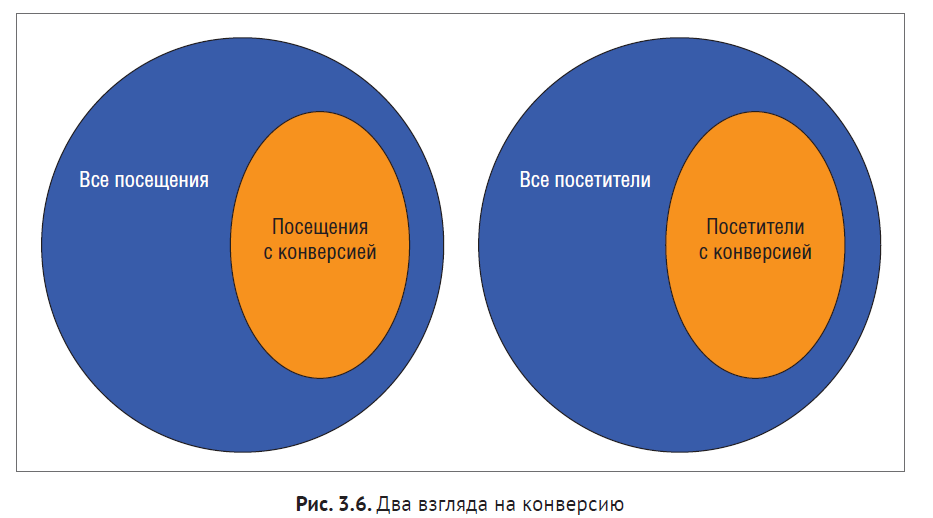 Все посещения
Посещения
с конверсией
Все посетители
Посетители
с конверсией
Рис. 3.6. Два взгляда на конверсию